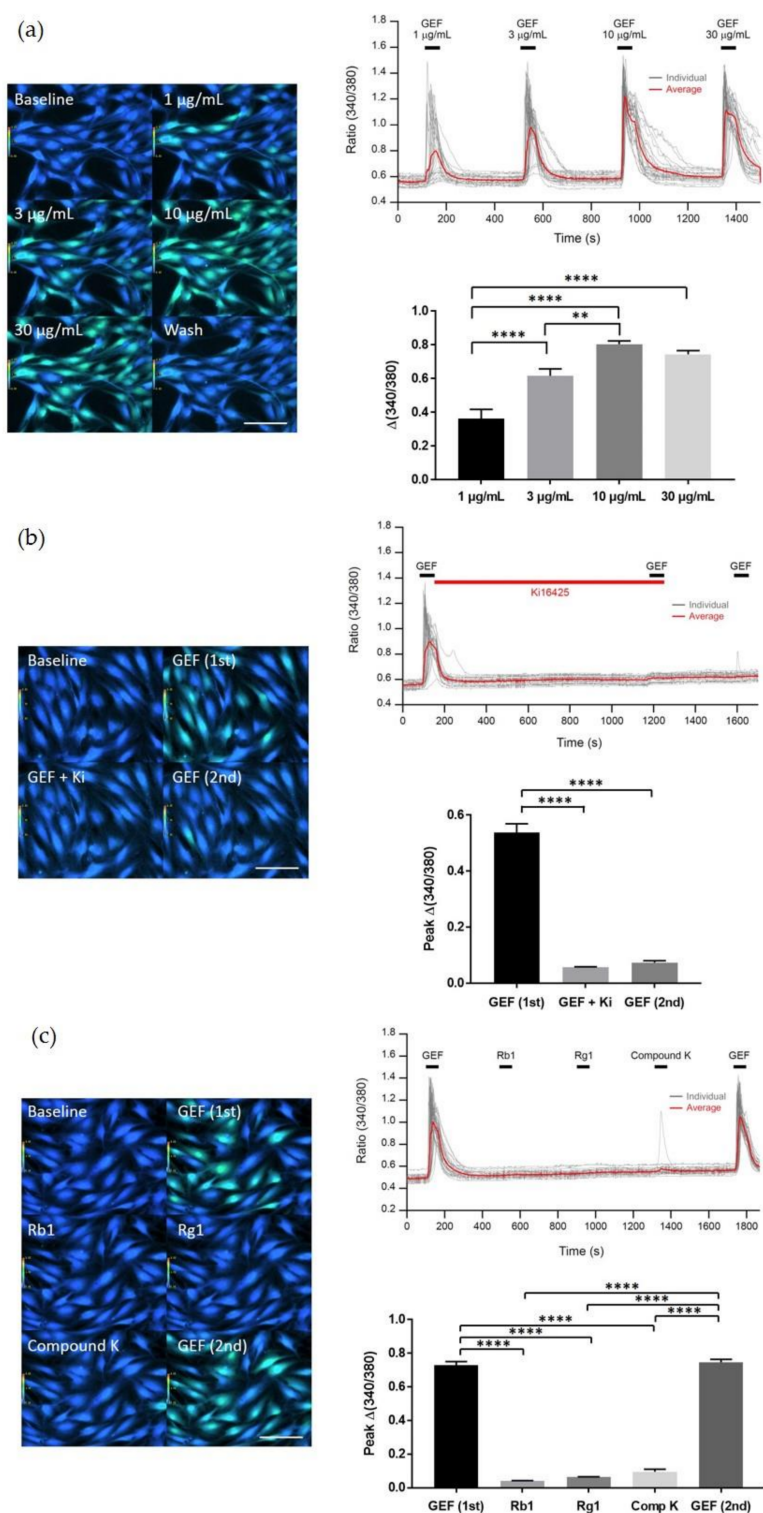 (a)
Baseline
1 µg/mL
3 µg/mL
10 µg/mL
30 µg/mL
Wash
GEF
1 µg/mL
GEF
3 µg/mL
GEF
10 µg/mL
GEF
30 µg/mL
Ratio (340/380)
1.8
1.6
1.4
1.2
1.0
0.8
0.6
0.4
Individual
Average
0 200 400 600 800 1000 1200 1400
Time (s)
****
****
**
****
Δ(340/380)
1.0
0.8
0.6
0.4
0.2
0.0
1 µg/mL 3 µg/mL 10 µg/mL 30 µg/mL
(b)
Baseline
GEF (1st)
GEF + Ki
GEF (2nd)
GEF GEF GEF
Ki16425
Ratio (340/380)
1.8
1.6
1.4
1.2
1.0
0.8
0.6
0.4
Individual
Average
0 200 400 600 800 1000 1200 1400 1600
Time (s)
****
****
Peak Δ(340/380)
0.6
0.4
0.2
0.0
GEF (1st) GEF + Ki GEF (2nd)
(c)
Baseline
GEF (1st)
Rb1
Rg1
Compound K
GEF (2nd)
GEF Rb1 Rg1 Compound K GEF
Ratio (340/380)
1.8
1.6
1.4
1.2
1.0
0.8
0.6
0.4
0.2
Individual
Average
0 200 400 600 800 1000 1200 1400 1600 1800
Time (s)
****
****
**** ****
****
****
Peak Δ(340/380)
1.0
0.8
0.6
0.4
0.2
0.0
GEF (1st) Rb1 Rg1 Comp K GEF (2nd)